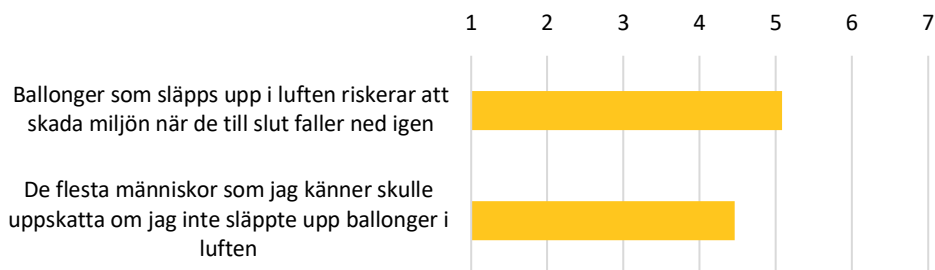 1 2 3 4 5 6 7
Ballonger som släpps upp i luften riskerar att
skada miljön när de till slut faller ned igen
De flesta människor som jag känner skulle
uppskatta om jag inte släppte upp ballonger i
luften